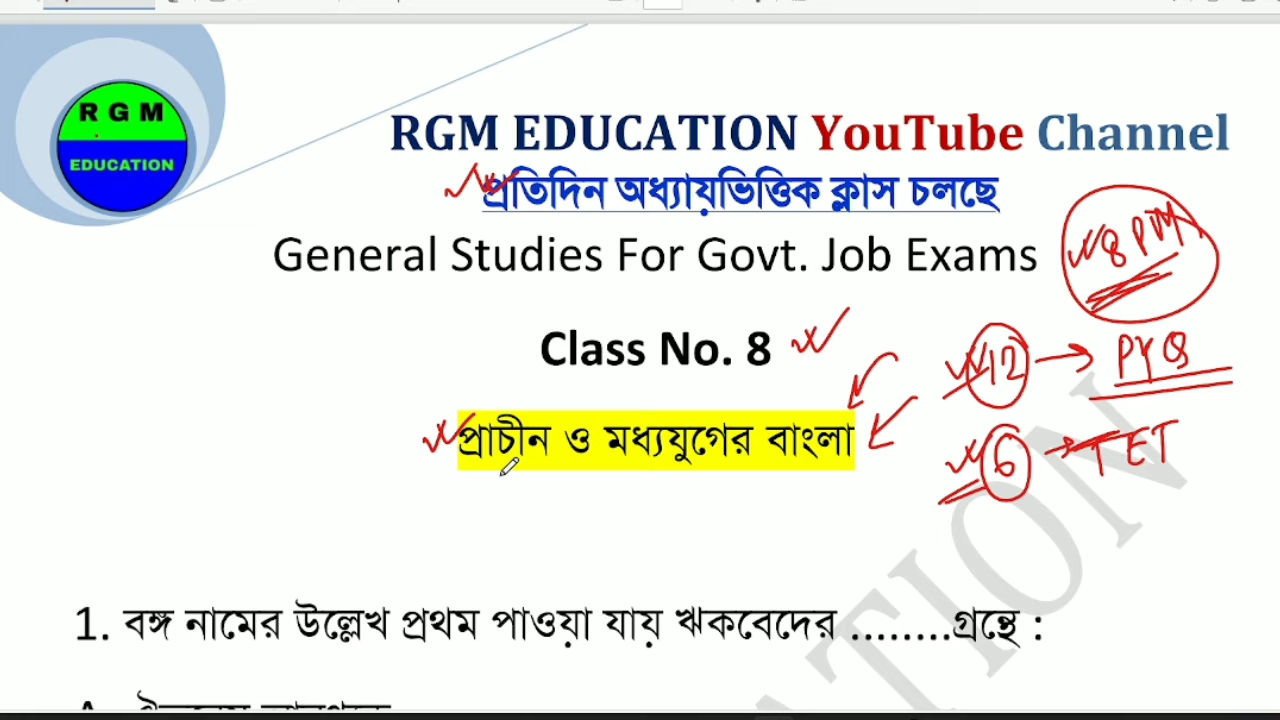 R G M
EDUCATION
RGM EDUCATION YouTube Channel
প্রতিদিন অধ্যায়ভিত্তিক ক্লাস চলছে
8 PM
General Studies For Govt. Job Exams
Class No. 8
12 → PYQ
প্রাচীন ও মধ্যযুগের বাংলা
6 → TET
1. বঙ্গ নামের উল্লেখ প্রথম পাওয়া যায় ঋকবেদের ........গ্রন্থে :